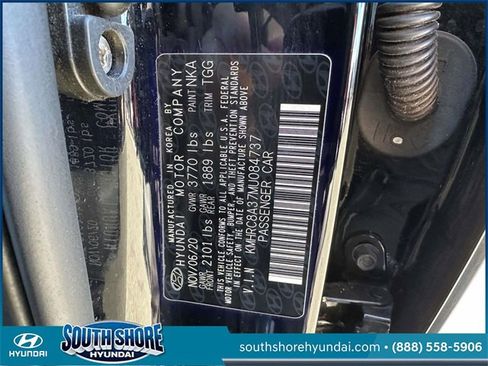 MANUFACTURED IN KOREA BY
HYUNDAI MOTOR COMPANY
NOV/06/20 GVWR 3770 lbs PAINT NKA
GAWR FRONT 2101 lbs GAWR REAR 1889 lbs TRIM TGG
THIS VEHICLE CONFORMS TO ALL APPLICABLE U.S.A. FEDERAL
MOTOR VEHICLE SAFETY, BUMPER, AND THEFT PREVENTION STANDARDS
IN EFFECT ON THE DATE OF MANUFACTURE SHOWN ABOVE
V.I.N KMHRC8A37MU084737
PASSENGER CAR
HYUNDAI
SOUTH SHORE
HYUNDAI
southshorehyundai.com • (888) 558-5906